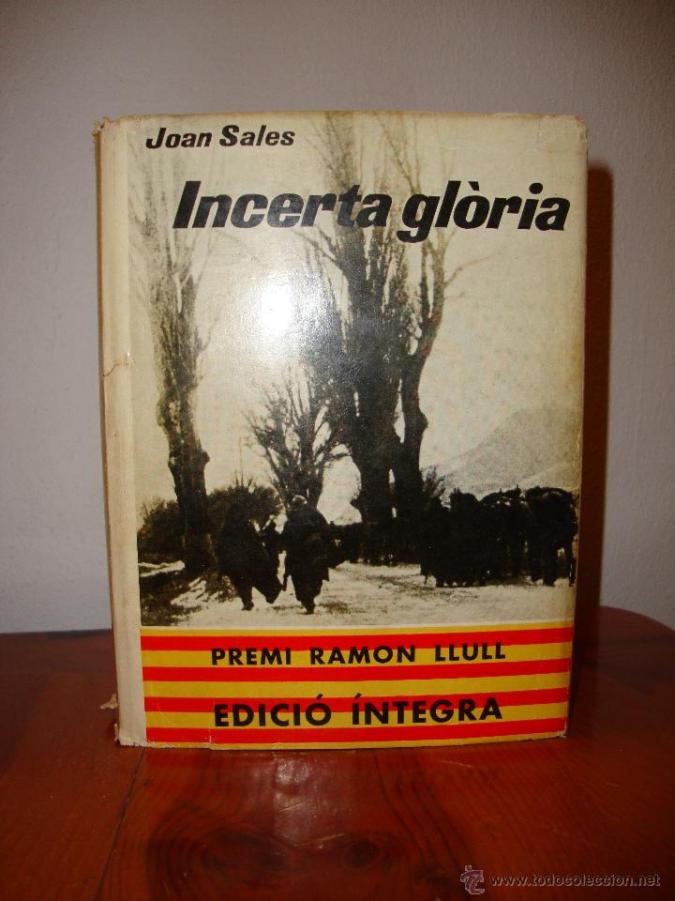 Joan Sales
Incerta glòria
PREMI RAMON LLULL
EDICIÓ ÍNTEGRA
www.todocoleccion.net